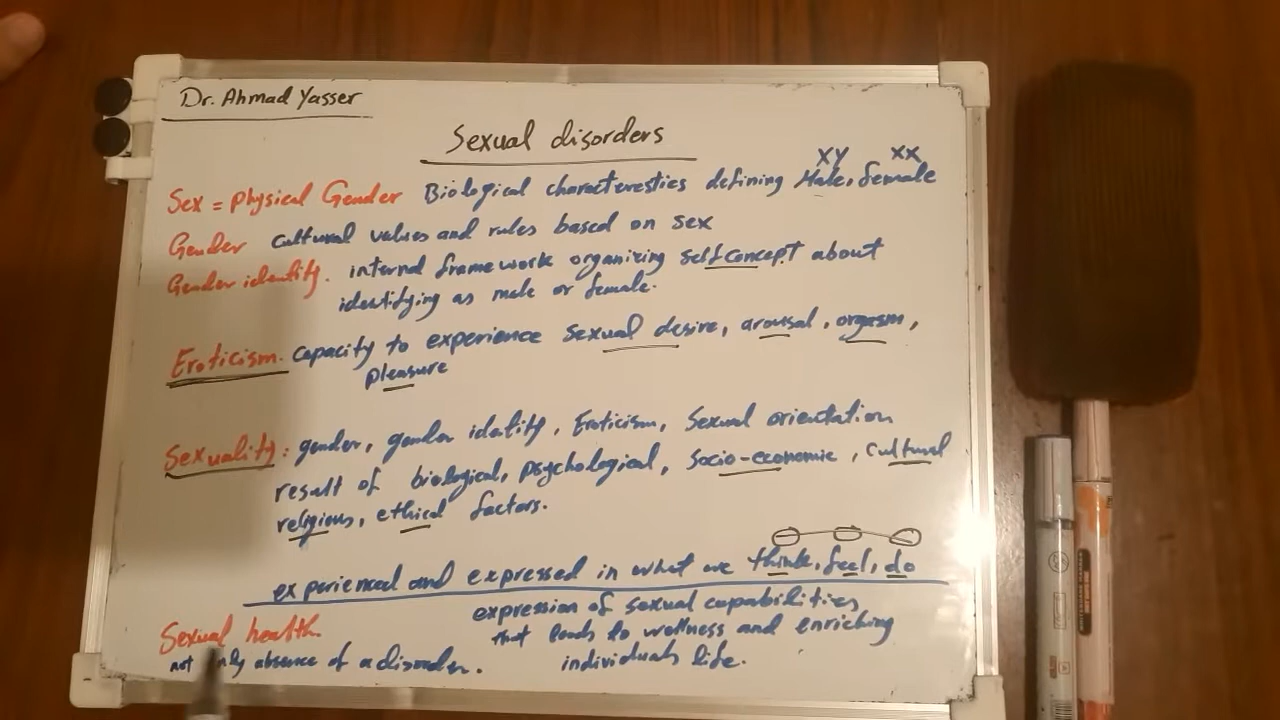 Dr. Ahmad Yasser
Sexual disorders
XY XX
Sex = Physical Gender Biological characteresties defining Male, female
Gender cultural values and rules based on sex
Gender identity. internal framework organizing self concept about
identifying as male or female.
Eroticism. capacity to experience sexual desire, arousal, orgasm,
pleasure
Sexuality: gender, gender idetity, Eroticism, Sexual orientation
result of biological, psychological, socio-economic, cultural
religious, ethical factors.
experienced and expressed in what we think, feel, do
Sexual health. expression of sexual capabilities
that leads to wellness and enriching
not only absence of a disorder. individuals life.